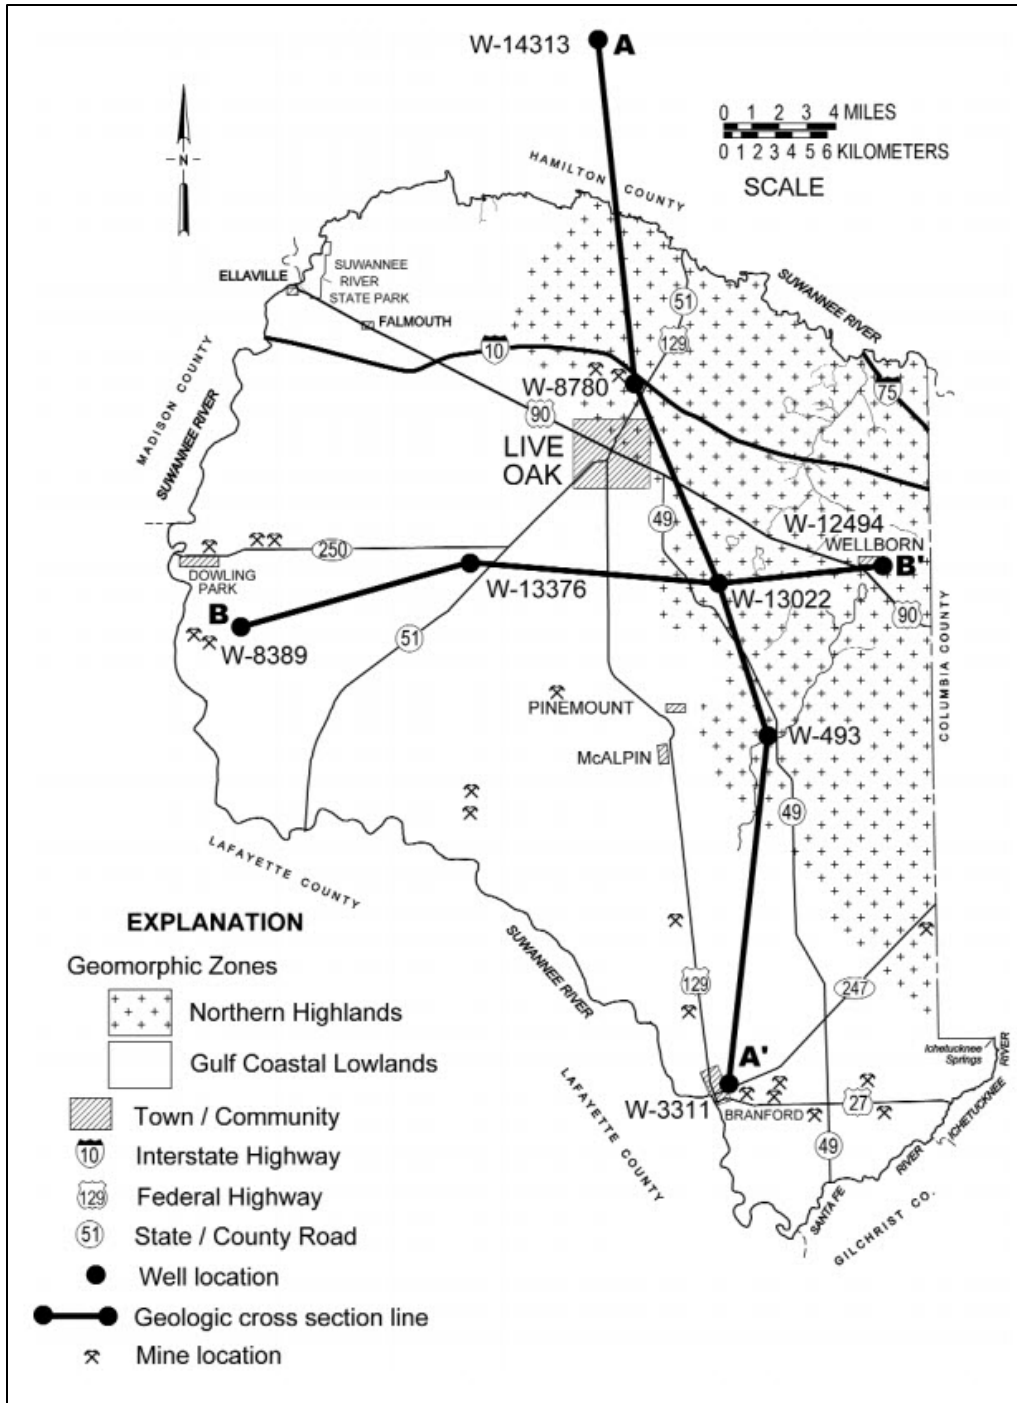 W-14313
A
0 1 2 3 4 MILES
0 1 2 3 4 5 6 KILOMETERS
SCALE
N
HAMILTON COUNTY
SUWANNEE
RIVER
STATE PARK
ELLAVILLE
FALMOUTH
SUWANNEE RIVER
51
129
10
75
MADISON COUNTY
SUWANNEE RIVER
W-8780
90
LIVE
OAK
49
W-12494
WELLBORN
B'
250
DOWLING
PARK
W-13376
W-13022
90
B
W-8389
51
COLUMBIA COUNTY
PINEMOUNT
W-493
McALPIN
49
LAFAYETTE COUNTY
EXPLANATION
SUWANNEE RIVER
Geomorphic Zones
Northern Highlands
Gulf Coastal Lowlands
129
247
Ichetucknee
Springs
ICHETUCKNEE RIVER
A'
W-3311
BRANFORD
27
LAFAYETTE COUNTY
49
SANTA FE RIVER
GILCHRIST CO.
Town / Community
10
Interstate Highway
129
Federal Highway
51
State / County Road
Well location
Geologic cross section line
Mine location